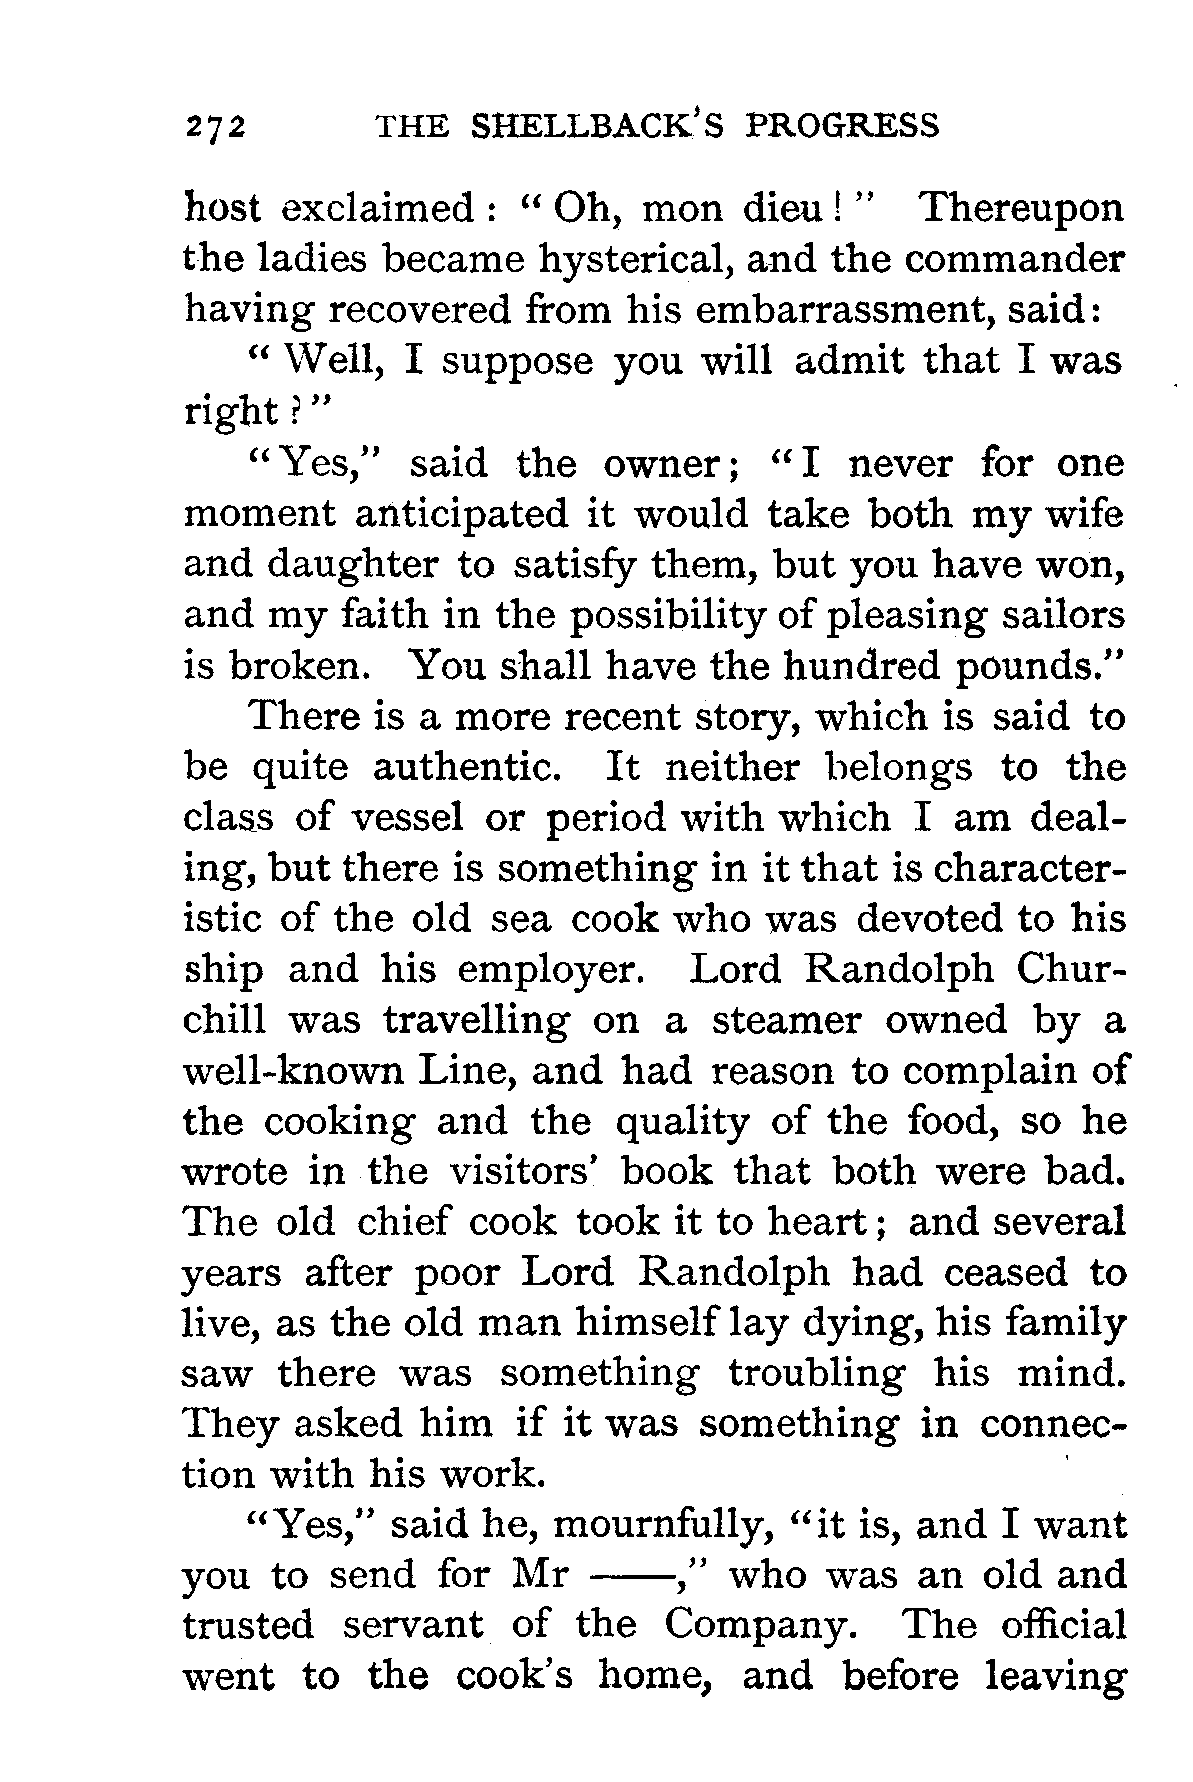 272 THE SHELLBACK'S PROGRESS
host exclaimed : “ Oh, mon dieu ! ” Thereupon
the ladies became hysterical, and the commander
having recovered from his embarrassment, said:
“ Well, I suppose you will admit that I was
right ? ”
“ Yes,” said the owner ; “ I never for one
moment anticipated it would take both my wife
and daughter to satisfy them, but you have won,
and my faith in the possibility of pleasing sailors
is broken. You shall have the hundred pounds.”
There is a more recent story, which is said to
be quite authentic. It neither belongs to the
class of vessel or period with which I am deal-
ing, but there is something in it that is character-
istic of the old sea cook who was devoted to his
ship and his employer. Lord Randolph Chur-
chill was travelling on a steamer owned by a
well-known Line, and had reason to complain of
the cooking and the quality of the food, so he
wrote in the visitors’ book that both were bad.
The old chief cook took it to heart ; and several
years after poor Lord Randolph had ceased to
live, as the old man himself lay dying, his family
saw there was something troubling his mind.
They asked him if it was something in connec-
tion with his work.
“Yes,” said he, mournfully, “it is, and I want
you to send for Mr ——,” who was an old and
trusted servant of the Company. The official
went to the cook’s home, and before leaving